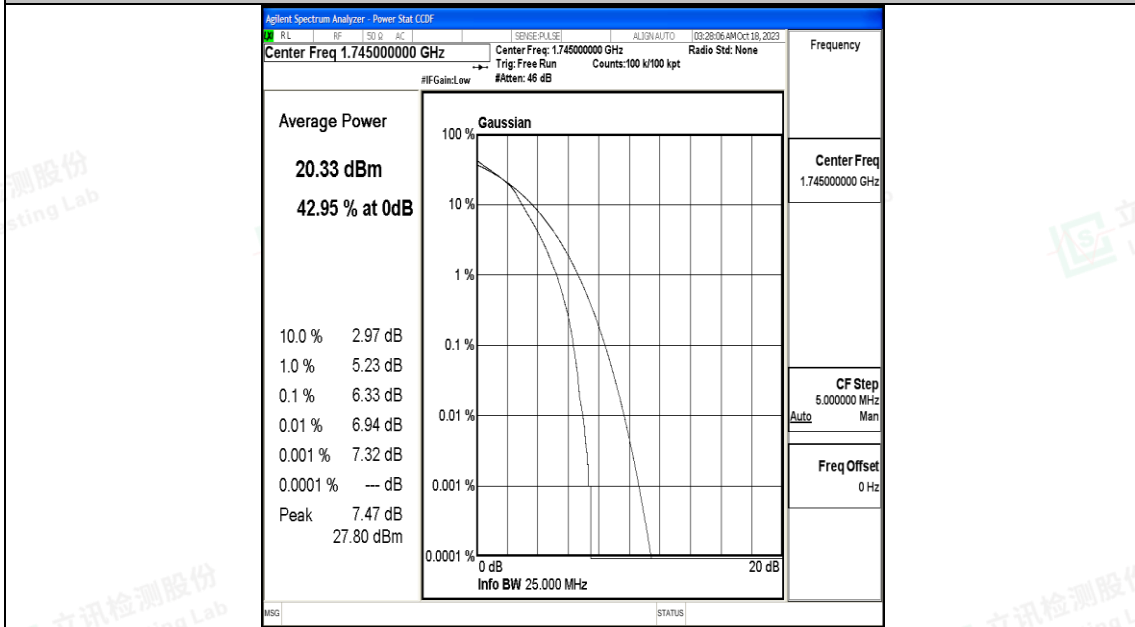 Agilent Spectrum Analyzer - Power Stat CCDF
RL RF 50 Ω AC SENSE:PULSE ALIGN AUTO 03:28:06 AM Oct 18, 2023
Center Freq 1.745000000 GHz
Center Freq: 1.745000000 GHz Radio Std: None
Trig: Free Run Counts:100 k/100 kpt
#IFGain:Low #Atten: 46 dB
Frequency
Average Power
20.33 dBm
42.95 % at 0dB
10.0 % 2.97 dB
1.0 % 5.23 dB
0.1 % 6.33 dB
0.01 % 6.94 dB
0.001 % 7.32 dB
0.0001 % --- dB
Peak 7.47 dB
27.80 dBm
Gaussian
100 %
10 %
1 %
0.1 %
0.01 %
0.001 %
0.0001 %
0 dB 20 dB
Info BW 25.000 MHz
Center Freq
1.745000000 GHz
CF Step
5.000000 MHz
Auto Man
Freq Offset
0 Hz
MSG STATUS
测股份
sting Lab
立讯检测股份
ng Lab
立讯检测股份